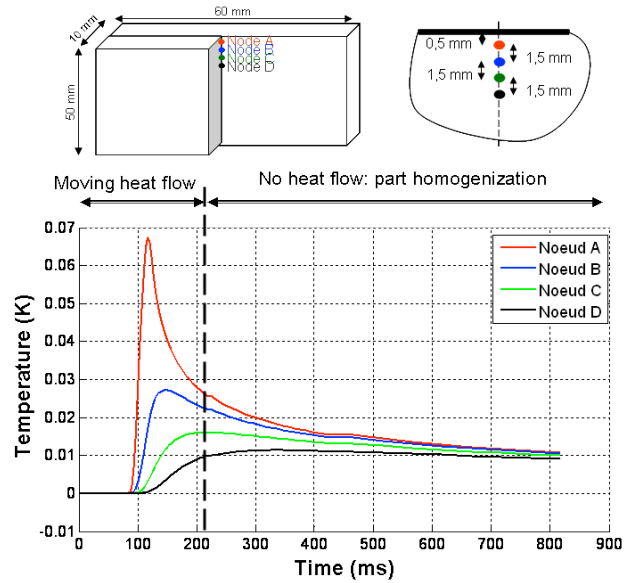 60 mm
10 mm
50 mm
Node A
Node B
Node C
Node D
0,5 mm
1,5 mm
1,5 mm
1,5 mm
Moving heat flow
No heat flow: part homogenization
0.07
0.06
0.05
0.04
0.03
0.02
0.01
0
-0.01
Temperature (K)
Noeud A
Noeud B
Noeud C
Noeud D
0 100 200 300 400 500 600 700 800 900
Time (ms)